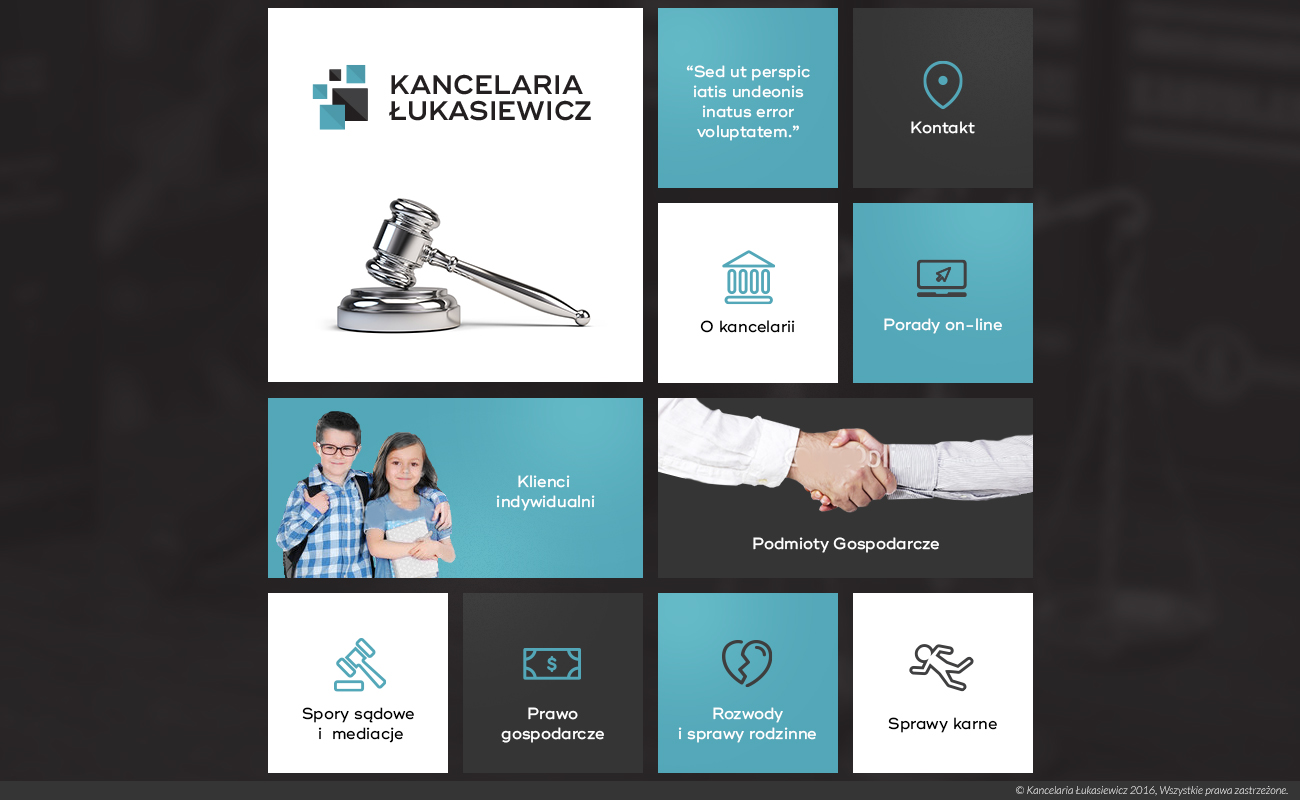 KANCELARIA
ŁUKASIEWICZ
“Sed ut perspic
iatis undeonis
inatus error
voluptatem.”
Kontakt
O kancelarii
Porady on-line
Klienci
indywidualni
Podmioty Gospodarcze
Spory sądowe
i mediacje
Prawo
gospodarcze
Rozwody
i sprawy rodzinne
Sprawy karne
© Kancelaria Łukasiewicz 2016, Wszystkie prawa zastrzeżone.